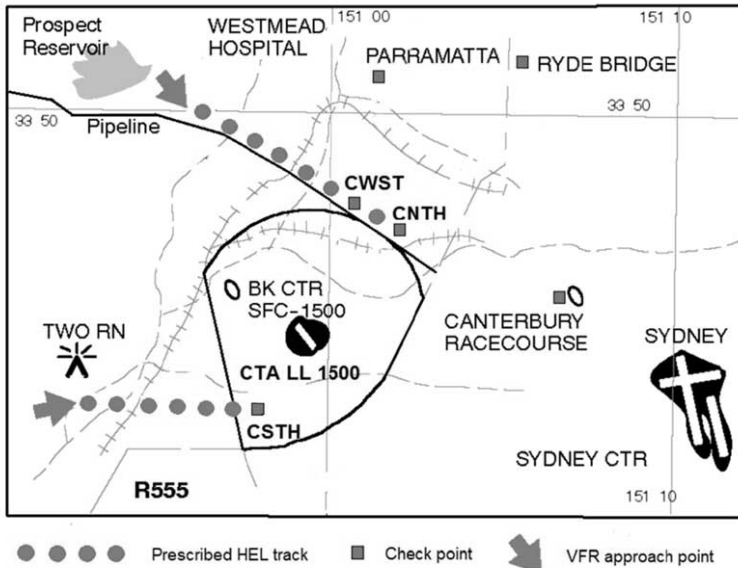 Prospect
Reservoir
WESTMEAD
HOSPITAL
151 00
151 10
PARRAMATTA
RYDE BRIDGE
33 50
Pipeline
33 50
CWST
CNTH
BK CTR
SFC-1500
TWO RN
CANTERBURY
RACECOURSE
SYDNEY
CTA LL 1500
CSTH
SYDNEY CTR
R555
151 10
Prescribed HEL track
Check point
VFR approach point